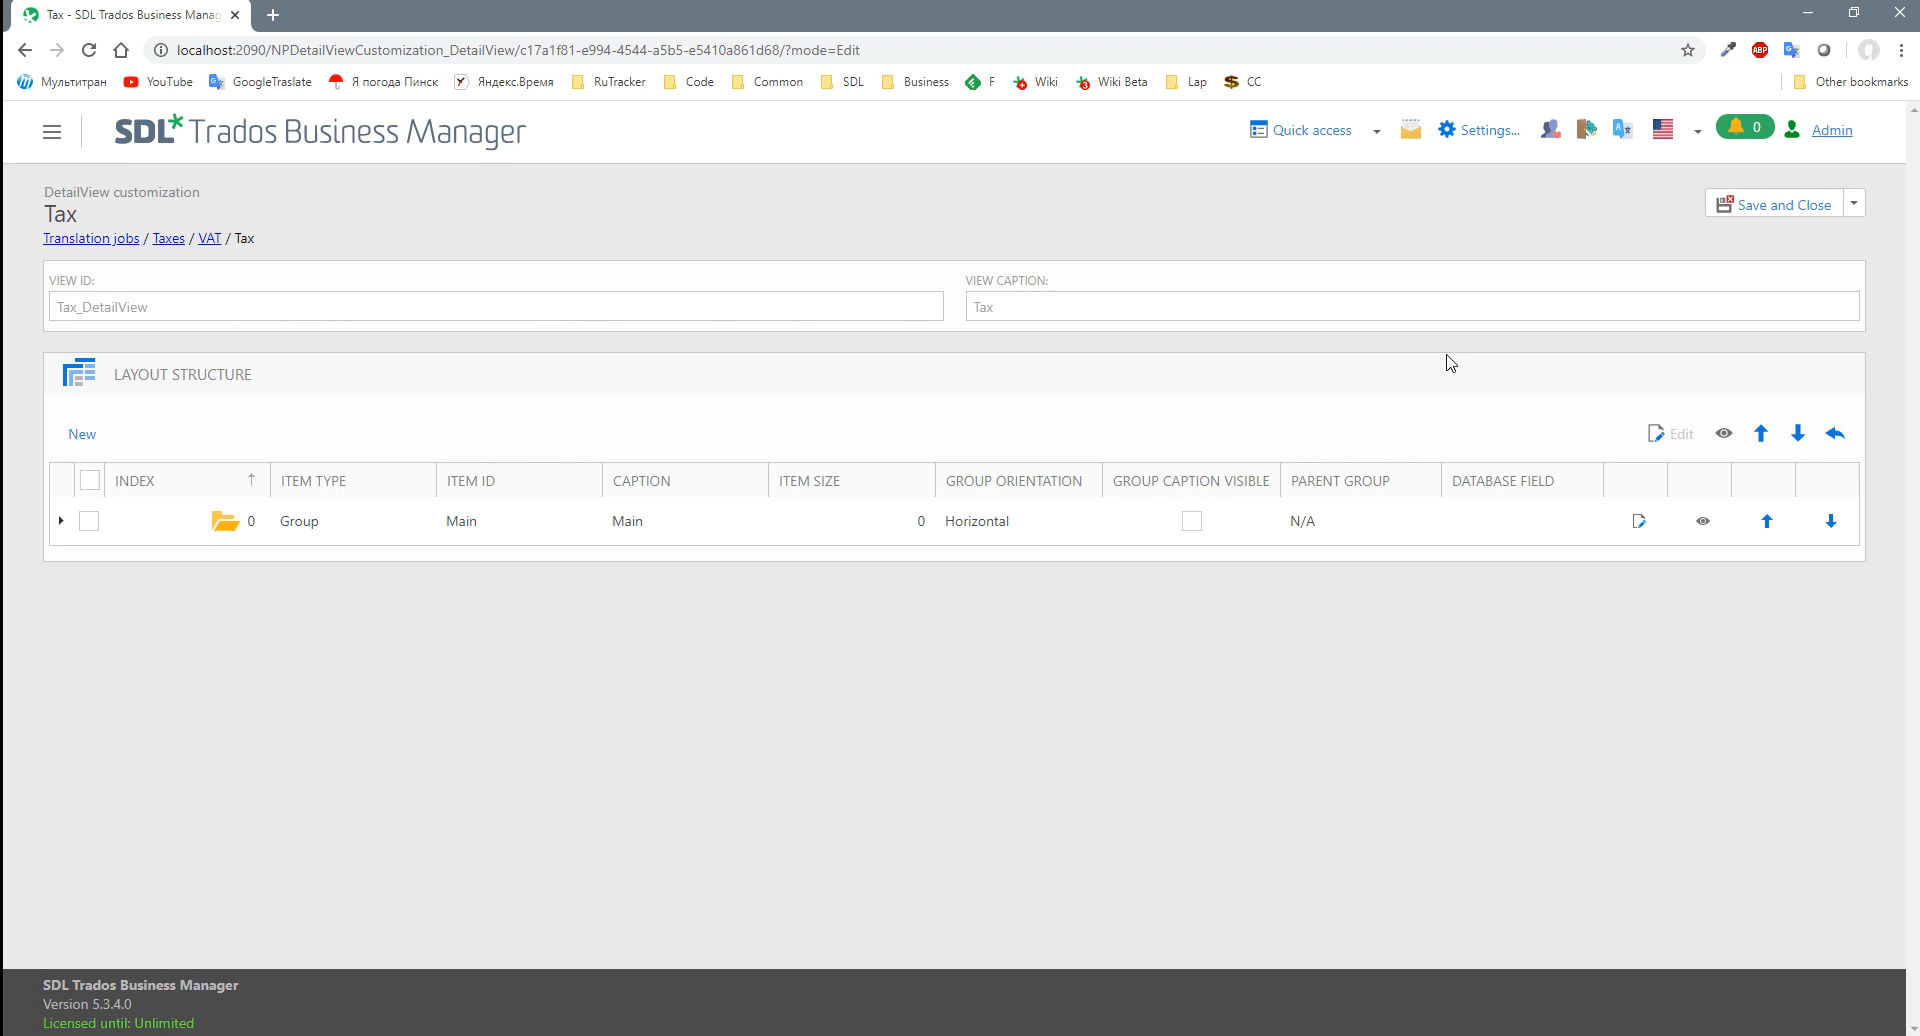 Tax - SDL Trados Business Manag
localhost:2090/NPDetailViewCustomization_DetailView/c17a1f81-e994-4544-a5b5-e5410a861d68/?mode=Edit
ABP
Мультитран YouTube GoogleTraslate Я погода Пинск Яндекс.Время RuTracker Code Common SDL Business F Wiki Wiki Beta Lap CC Other bookmarks
SDL* Trados Business Manager
Quick access Settings... 0 Admin
DetailView customization
Tax
Save and Close
Translation jobs / Taxes / VAT / Tax
VIEW ID: VIEW CAPTION:
Tax_DetailView Tax
LAYOUT STRUCTURE
New Edit
INDEX ITEM TYPE ITEM ID CAPTION ITEM SIZE GROUP ORIENTATION GROUP CAPTION VISIBLE PARENT GROUP DATABASE FIELD
0 Group Main Main 0 Horizontal N/A
SDL Trados Business Manager
Version 5.3.4.0
Licensed until: Unlimited